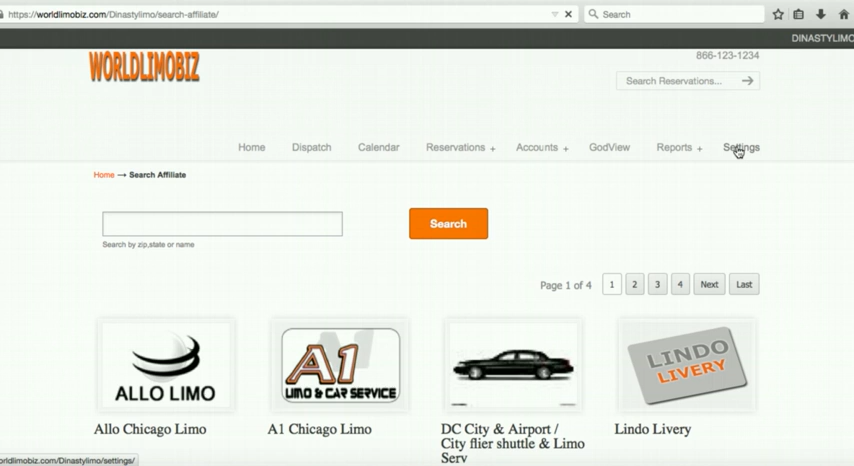 https://worldlimobiz.com/Dinastylimo/search-affiliate/
Search
DINASTYLIMO
WORLDLIMOBIZ
866-123-1234
Search Reservations...
Home Dispatch Calendar Reservations + Accounts + GodView Reports + Settings
Home → Search Affiliate
Search
Search by zip,state or name
Page 1 of 4 1 2 3 4 Next Last
ALLO LIMO
A1
LIMO & CAR SERVICE
LINDO
LIVERY
Allo Chicago Limo
A1 Chicago Limo
DC City & Airport /
City flier shuttle & Limo
Serv
Lindo Livery
orldlimobiz.com/Dinastylimo/settings/